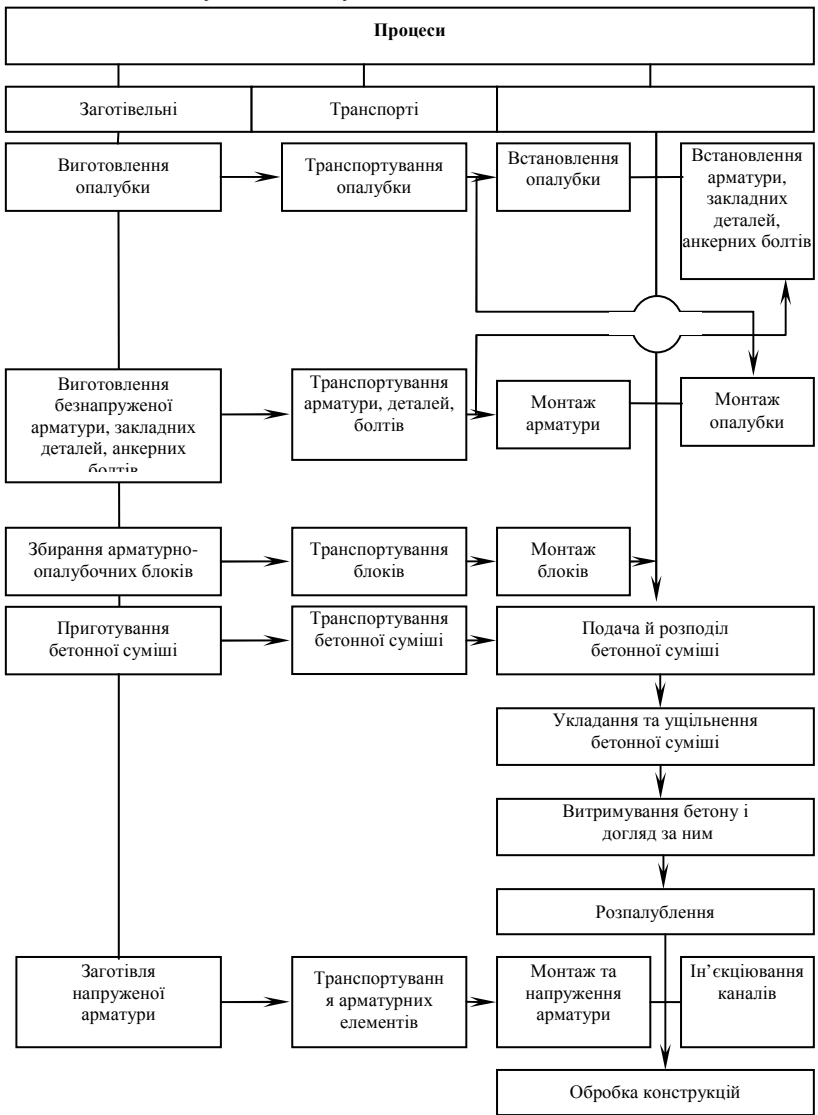 Процеси
Заготівельні
Транспорті
Виготовлення
опалубки
Транспортування
опалубки
Встановлення
опалубки
Встановлення
арматури,
закладних
деталей,
анкерних болтів
Виготовлення
безнапруженої
арматури, закладних
деталей, анкерних
болтів
Транспортування
арматури, деталей,
болтів
Монтаж
арматури
Монтаж
опалубки
Збирання арматурно-
опалубочних блоків
Транспортування
блоків
Монтаж
блоків
Приготування
бетонної суміші
Транспортування
бетонної суміші
Подача й розподіл
бетонної суміші
Укладання та ущільнення
бетонної суміші
Витримування бетону і
догляд за ним
Розпалублення
Заготівля
напруженої
арматури
Транспортуванн
я арматурних
елементів
Монтаж та
напруження
арматури
Ін’єкціювання
каналів
Обробка конструкцій